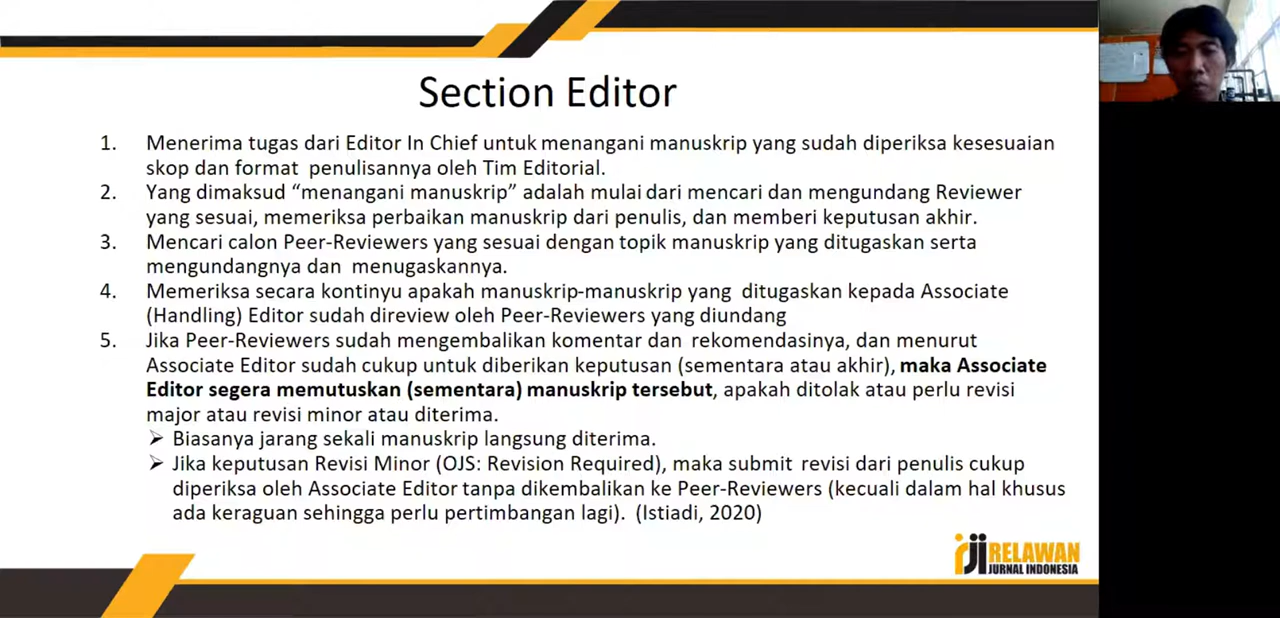 Section Editor
1. Menerima tugas dari Editor In Chief untuk menangani manuskrip yang sudah diperiksa kesesuaian
skop dan format penulisannya oleh Tim Editorial.
2. Yang dimaksud “menangani manuskrip” adalah mulai dari mencari dan mengundang Reviewer
yang sesuai, memeriksa perbaikan manuskrip dari penulis, dan memberi keputusan akhir.
3. Mencari calon Peer-Reviewers yang sesuai dengan topik manuskrip yang ditugaskan serta
mengundangnya dan menugaskannya.
4. Memeriksa secara kontinyu apakah manuskrip-manuskrip yang ditugaskan kepada Associate
(Handling) Editor sudah direview oleh Peer-Reviewers yang diundang
5. Jika Peer-Reviewers sudah mengembalikan komentar dan rekomendasinya, dan menurut
Associate Editor sudah cukup untuk diberikan keputusan (sementara atau akhir), maka Associate
Editor segera memutuskan (sementara) manuskrip tersebut, apakah ditolak atau perlu revisi
major atau revisi minor atau diterima.
➢ Biasanya jarang sekali manuskrip langsung diterima.
➢ Jika keputusan Revisi Minor (OJS: Revision Required), maka submit revisi dari penulis cukup
diperiksa oleh Associate Editor tanpa dikembalikan ke Peer-Reviewers (kecuali dalam hal khusus
ada keraguan sehingga perlu pertimbangan lagi). (Istiadi, 2020)
rji RELAWAN
JURNAL INDONESIA